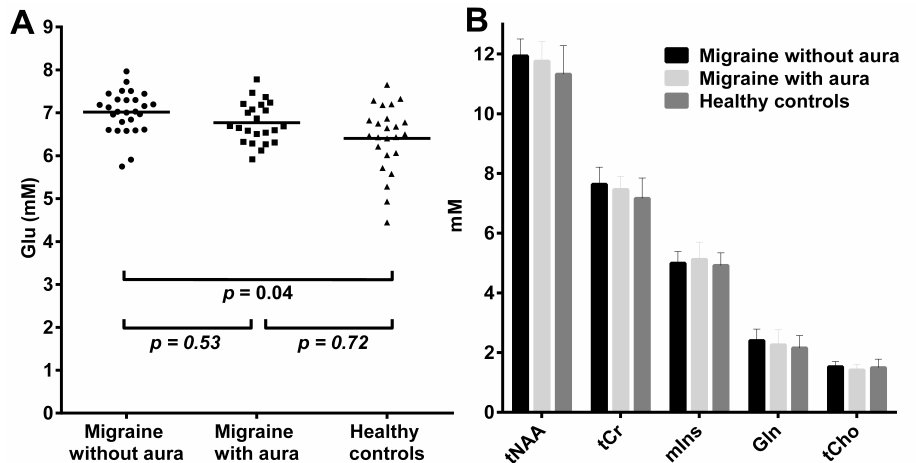 A
Glu (mM)
9
8
7
6
5
4
3
2
1
0
p = 0.04
p = 0.53
p = 0.72
Migraine
without aura
Migraine
with aura
Healthy
controls
B
mM
12
10
8
6
4
2
0
Migraine without aura
Migraine with aura
Healthy controls
tNAA
tCr
mIns
Gln
tCho